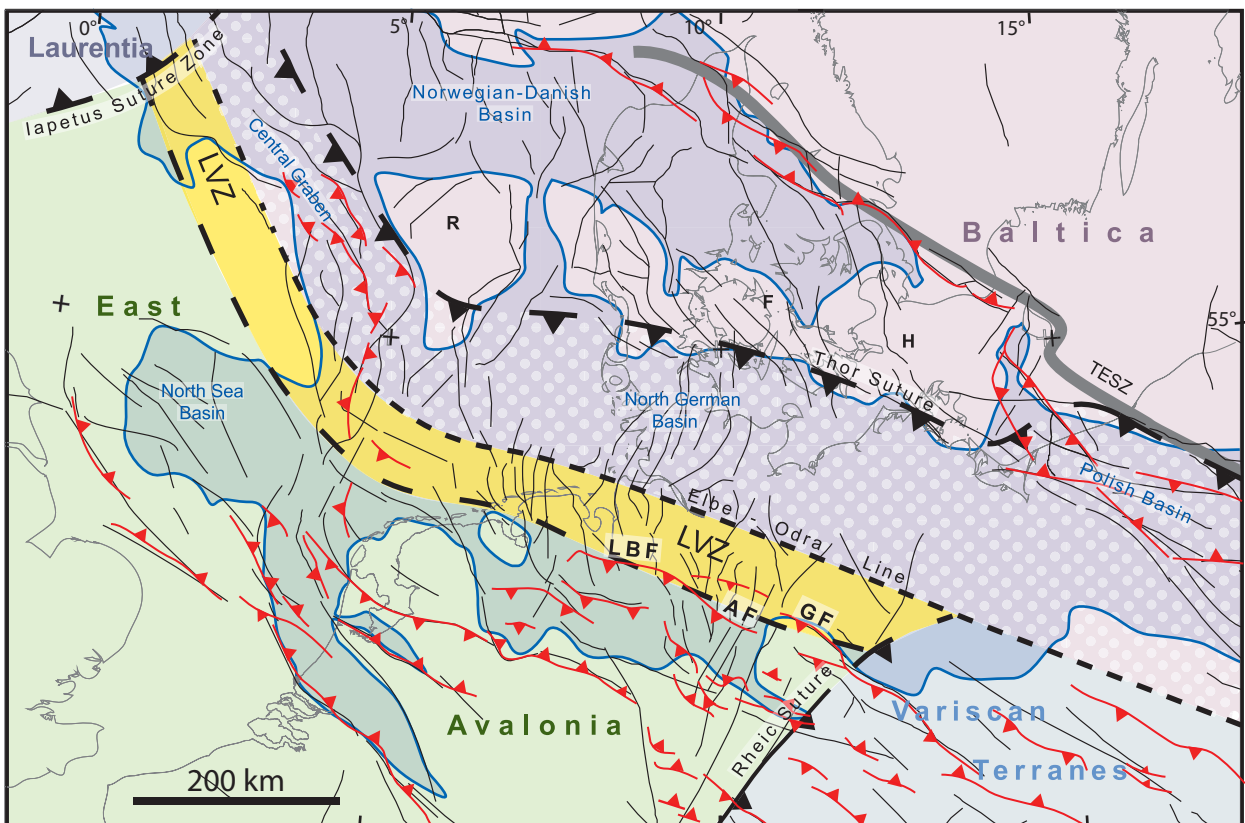 0°
5°
10°
15°
Laurentia
Iapetus Suture Zone
Norwegian-Danish
Basin
Central Graben
LVZ
R
Baltica
East
F
H
55°
Thor Suture
TESZ
North Sea
Basin
North German
Basin
Polish Basin
Elbe - Odra Line
LBF
LVZ
AF
GF
Rheic Suture
Avalonia
Variscan
Terranes
200 km